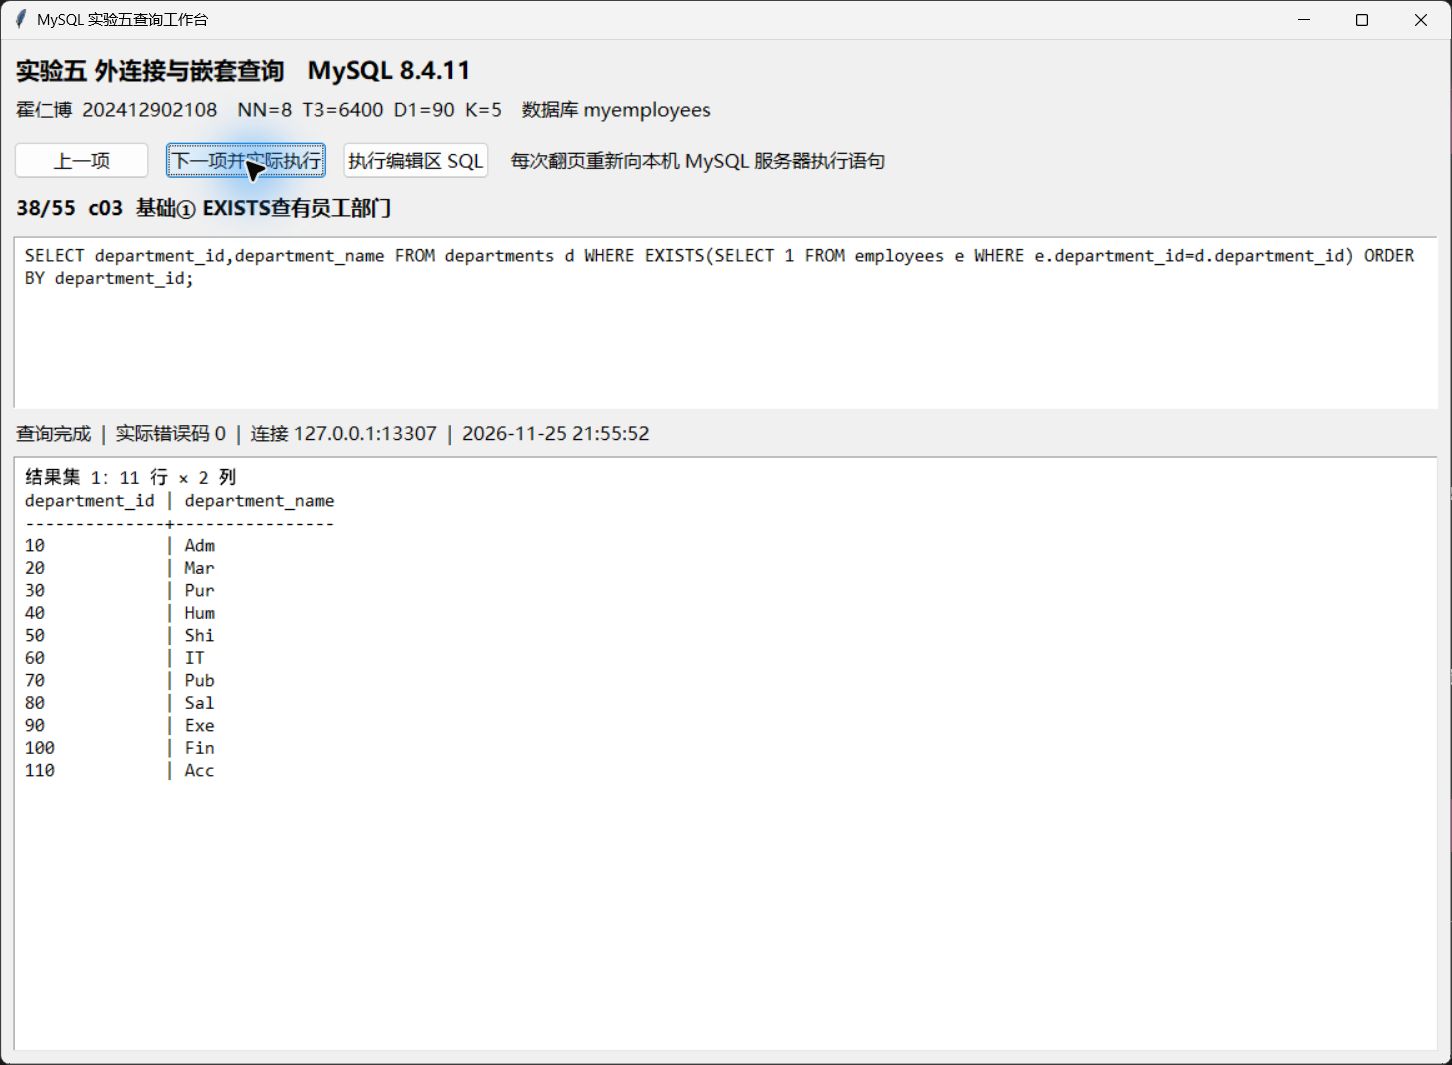 MySQL 实验五查询工作台
实验五 外连接与嵌套查询   MySQL 8.4.11
霍仁博  202412902108    NN=8  T3=6400  D1=90  K=5    数据库 myemployees
上一项  下一项并实际执行  执行编辑区 SQL  每次翻页重新向本机 MySQL 服务器执行语句
38/55  c03  基础① EXISTS查有员工部门
SELECT department_id,department_name FROM departments d WHERE EXISTS(SELECT 1 FROM employees e WHERE e.department_id=d.department_id) ORDER
BY department_id;
查询完成 | 实际错误码 0 | 连接 127.0.0.1:13307 | 2026-11-25 21:55:52
结果集 1: 11 行 × 2 列
department_id | department_name
--------------+----------------
10            | Adm
20            | Mar
30            | Pur
40            | Hum
50            | Shi
60            | IT
70            | Pub
80            | Sal
90            | Exe
100           | Fin
110           | Acc